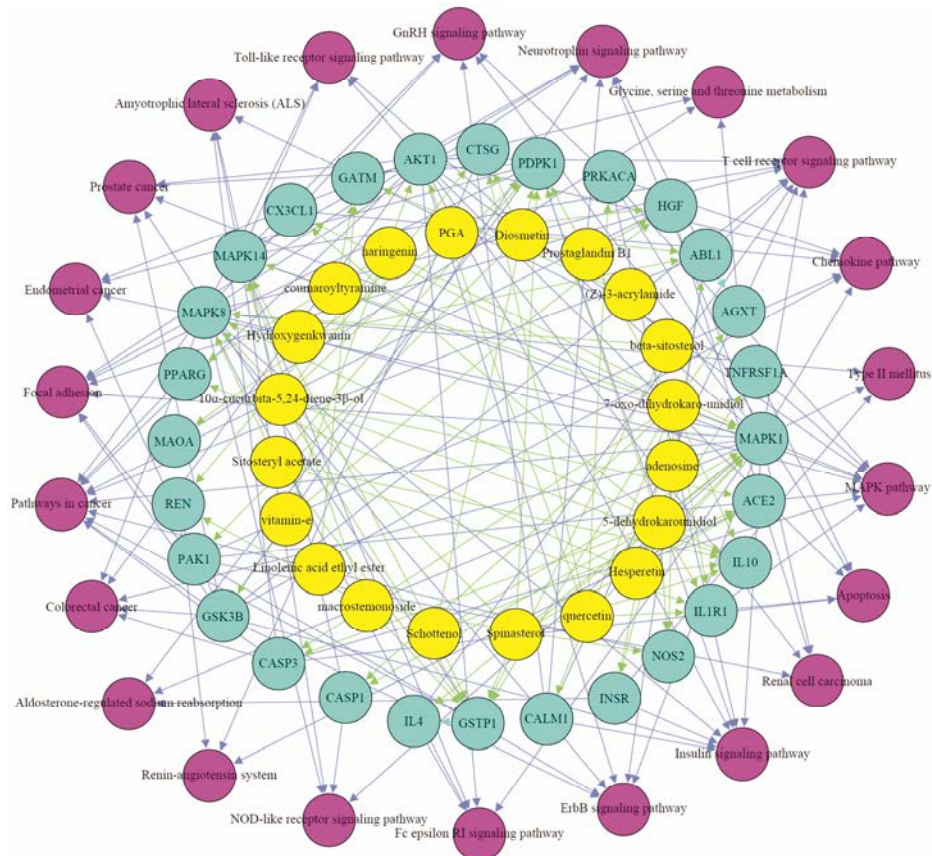 GnRH signaling pathway
Neurotrophin signaling pathway
Toll-like receptor signaling pathway
Glycine, serine and threonine metabolism
Amyotrophic lateral sclerosis (ALS)
T cell receptor signaling pathway
Prostate cancer
Chemokine pathway
Endometrial cancer
Type II mellitus
Focal adhesion
MAPK pathway
Pathways in cancer
Apoptosis
Colorectal cancer
Renal cell carcinoma
Aldosterone-regulated sodium reabsorption
Insulin signaling pathway
Renin-angiotensin system
ErbB signaling pathway
NOD-like receptor signaling pathway
Fc epsilon RI signaling pathway
CTSG
AKT1
PDPK1
GATM
PRKACA
CX3CL1
HGF
MAPK14
ABL1
MAPK8
AGXT
PPARG
TNFRSF1A
MAOA
MAPK1
REN
ACE2
PAK1
IL10
GSK3B
IL1R1
CASP3
NOS2
CASP1
INSR
IL4
GSTP1
CALM1
PGA
Diosmetin
naringenin
Prostaglandin B1
coumaroyltyramine
(Z)-3-acrylamide
Hydroxygenkwanin
beta-sitosterol
10α-cucurbita-5,24-diene-3β-ol
7-oxo-dihydrokaro-unidiol
Sitosteryl acetate
adenosine
vitamin-e
5-dehydrokaroumidiol
Linolenic acid ethyl ester
Hesperetin
macrostemonoside
quercetin
Schottenol
Spinasterol